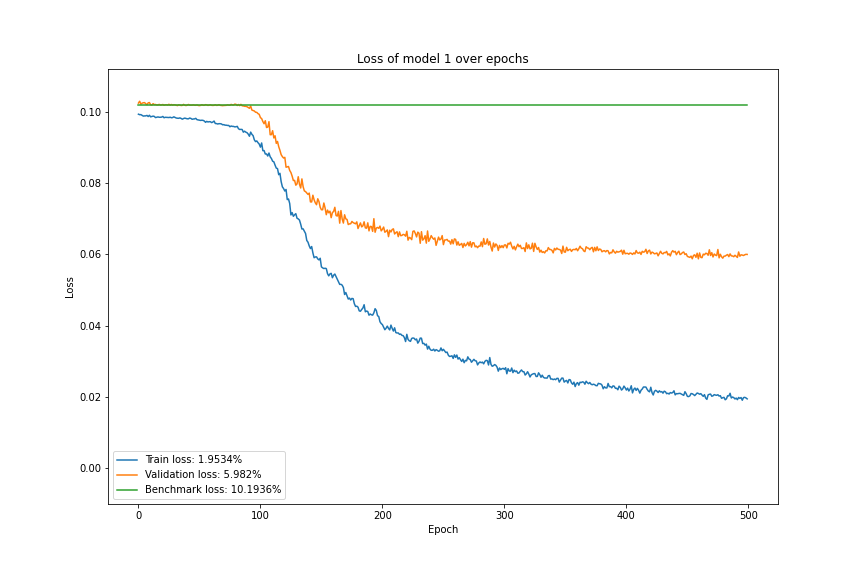 Loss of model 1 over epochs
0.10
0.08
0.06
0.04
0.02
0.00
Loss
Train loss: 1.9534%
Validation loss: 5.982%
Benchmark loss: 10.1936%
0 100 200 300 400 500
Epoch